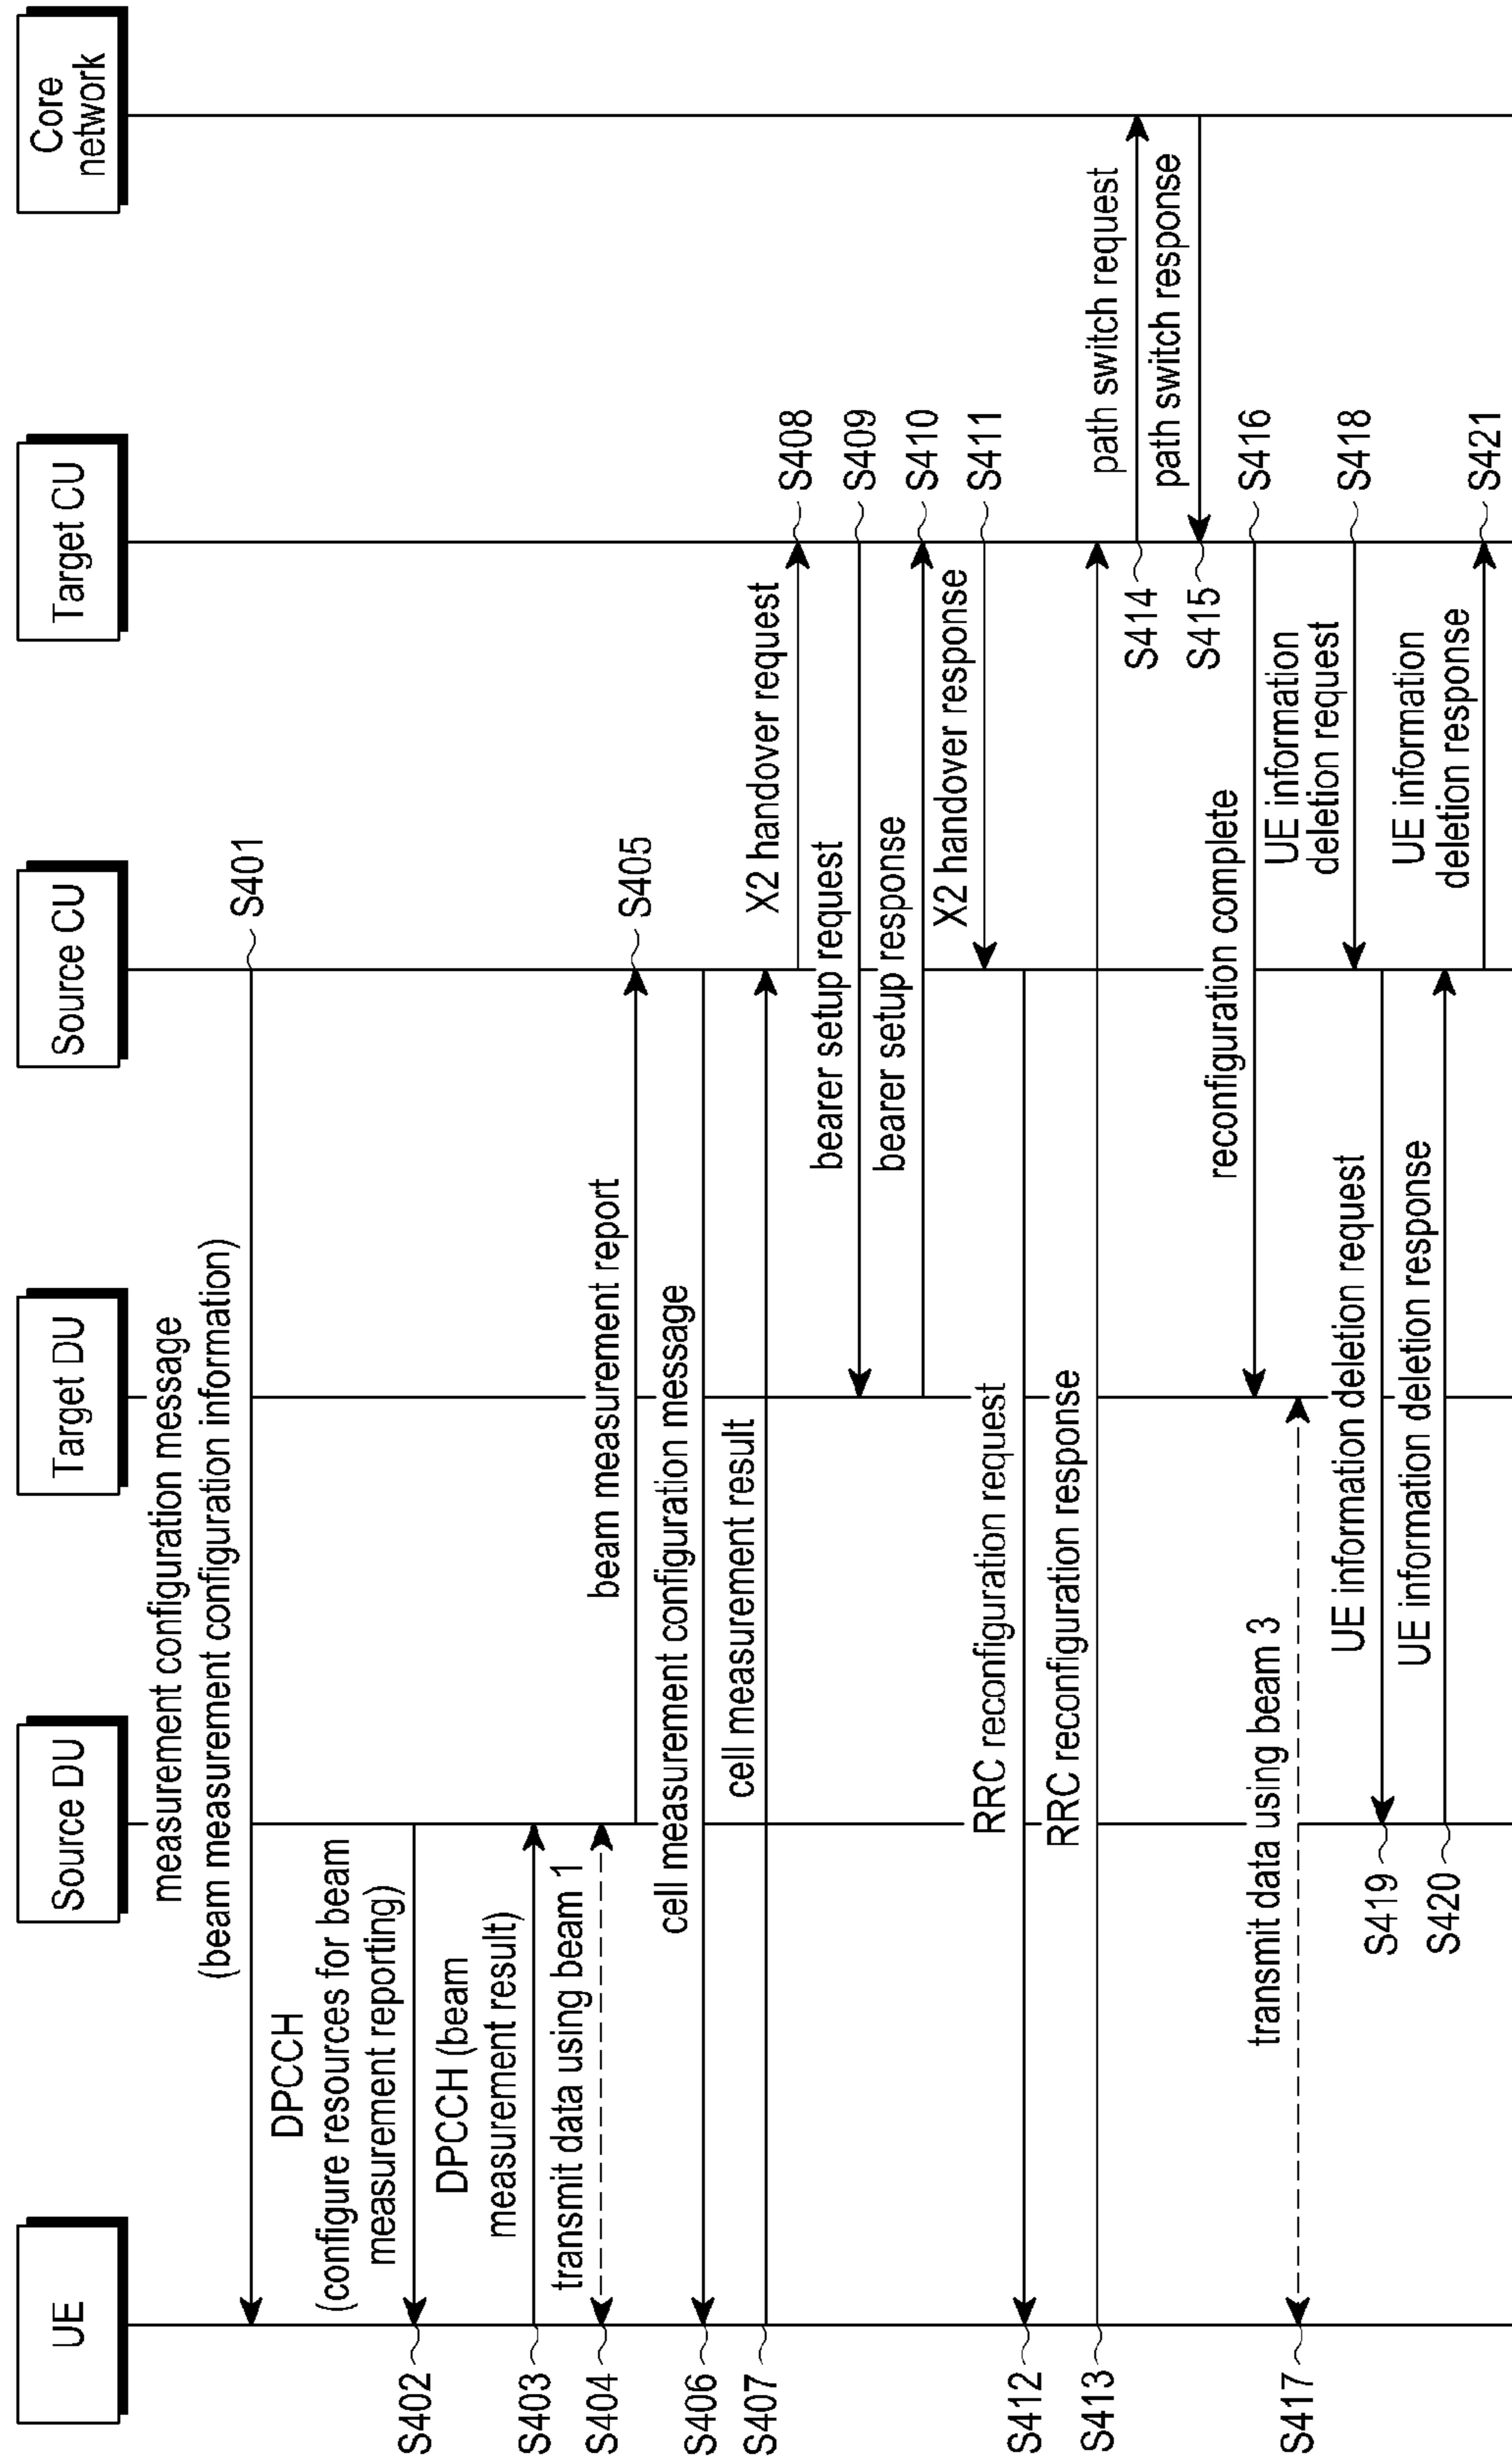 UE
Source DU
Target DU
Source CU
Target CU
Core
network
measurement configuration message
(beam measurement configuration information)
S401
DPCCH
(configure resources for beam
measurement reporting)
S402
DPCCH (beam
measurement result)
S403
transmit data using beam 1
S404
beam measurement report
S405
cell measurement configuration message
S406
cell measurement result
S407
X2 handover request
S408
bearer setup request
S409
bearer setup response
S410
X2 handover response
S411
RRC reconfiguration request
S412
RRC reconfiguration response
S413
path switch request
S414
path switch response
S415
reconfiguration complete
S416
transmit data using beam 3
S417
UE information
deletion request
S418
UE information deletion request
S419
UE information deletion response
S420
UE information
deletion response
S421